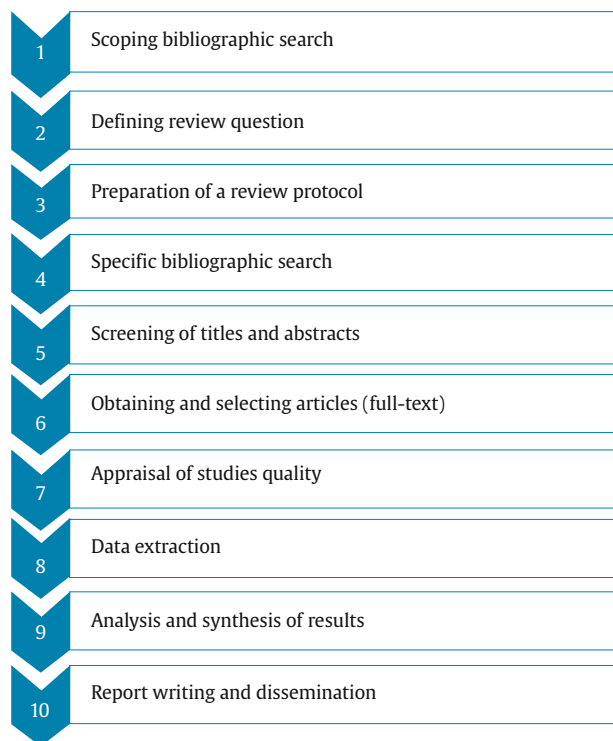 1 Scoping bibliographic search
2 Defining review question
3 Preparation of a review protocol
4 Specific bibliographic search
5 Screening of titles and abstracts
6 Obtaining and selecting articles (full-text)
7 Appraisal of studies quality
8 Data extraction
9 Analysis and synthesis of results
10 Report writing and dissemination